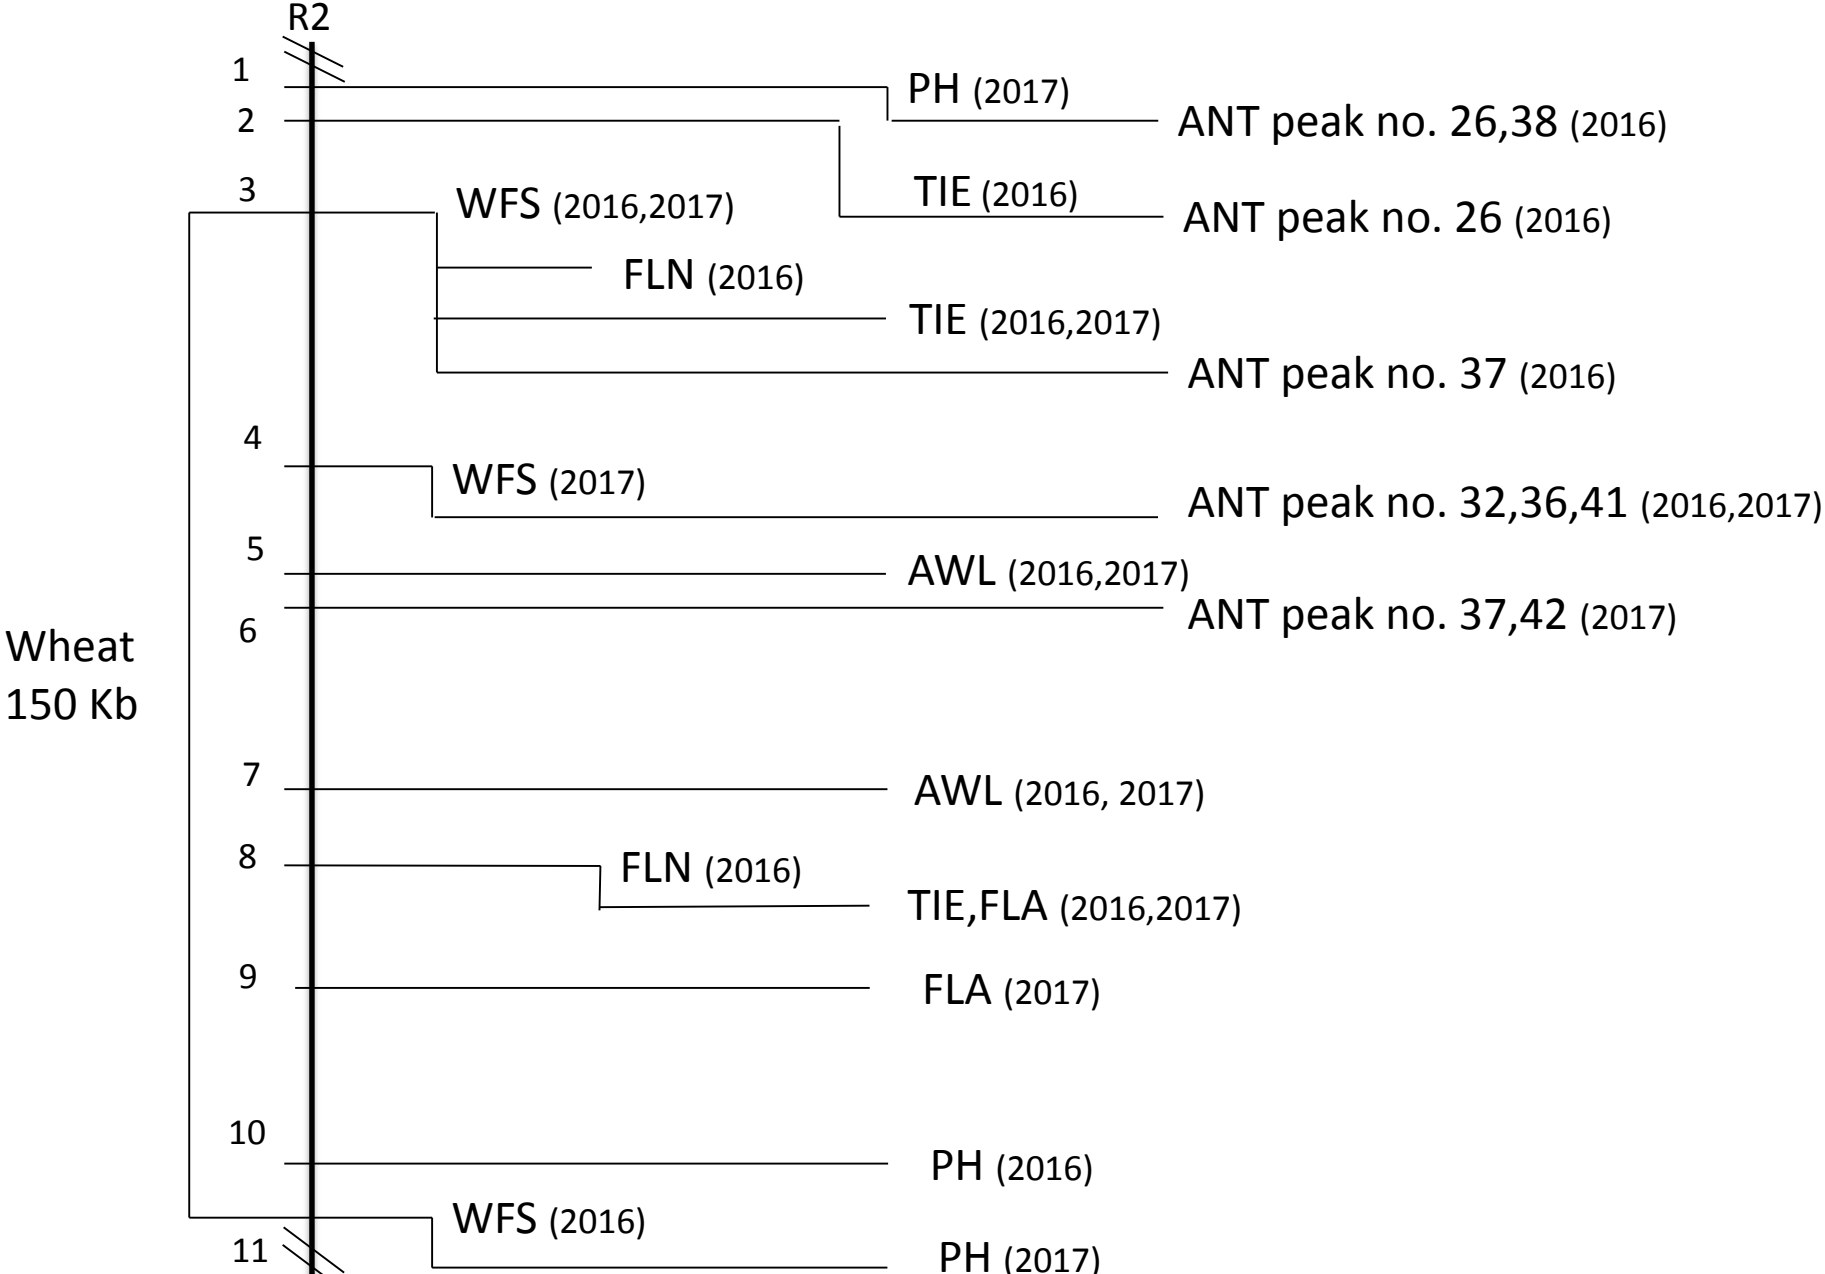 R2
1
PH (2017)
2
ANT peak no. 26,38 (2016)
3
WFS (2016,2017)
TIE (2016)
ANT peak no. 26 (2016)
FLN (2016)
TIE (2016,2017)
ANT peak no. 37 (2016)
4
WFS (2017)
ANT peak no. 32,36,41 (2016,2017)
5
AWL (2016,2017)
6
ANT peak no. 37,42 (2017)
Wheat
150 Kb
7
AWL (2016, 2017)
8
FLN (2016)
TIE,FLA (2016,2017)
9
FLA (2017)
10
PH (2016)
WFS (2016)
11
PH (2017)